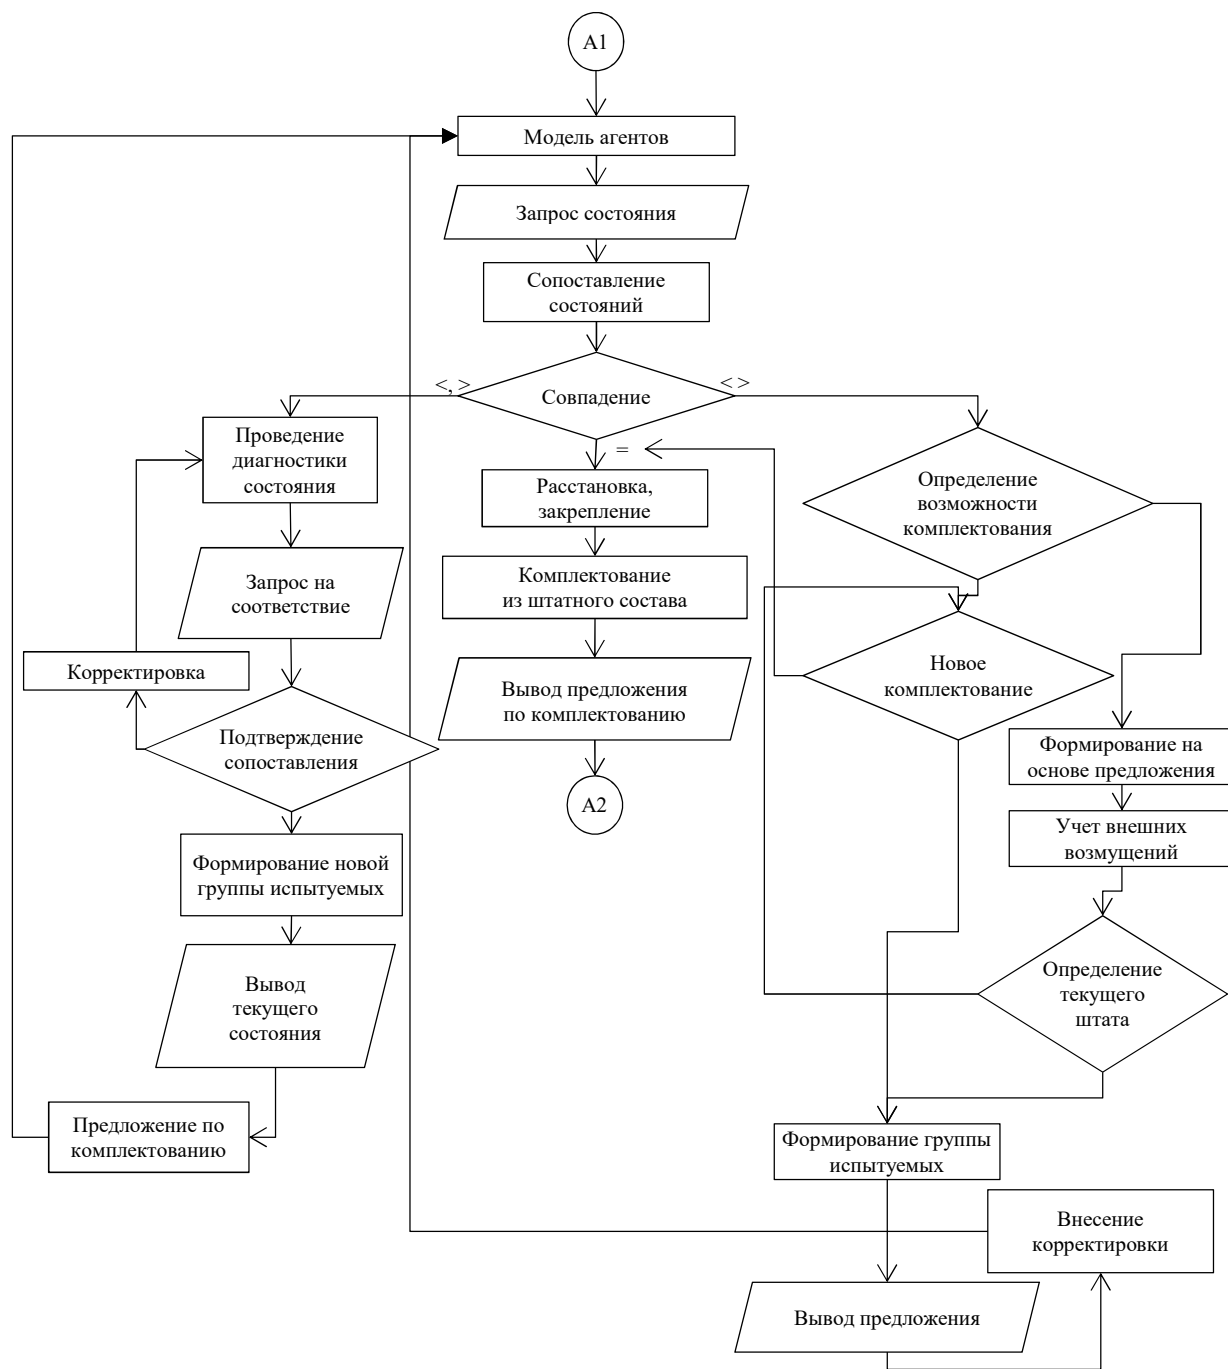 А1
Модель агентов
Запрос состояния
Сопоставление
состояний
<, >
Совпадение
< >
=
Проведение
диагностики
состояния
Расстановка,
закрепление
Определение
возможности
комплектования
Запрос на
соответствие
Комплектование
из штатного состава
Корректировка
Новое
комплектование
Вывод предложения
по комплектованию
Подтверждение
сопоставления
Формирование на
основе предложения
А2
Учет внешних
возмущений
Формирование новой
группы испытуемых
Вывод
текущего
состояния
Определение
текущего
штата
Предложение по
комплектованию
Формирование группы
испытуемых
Внесение
корректировки
Вывод предложения